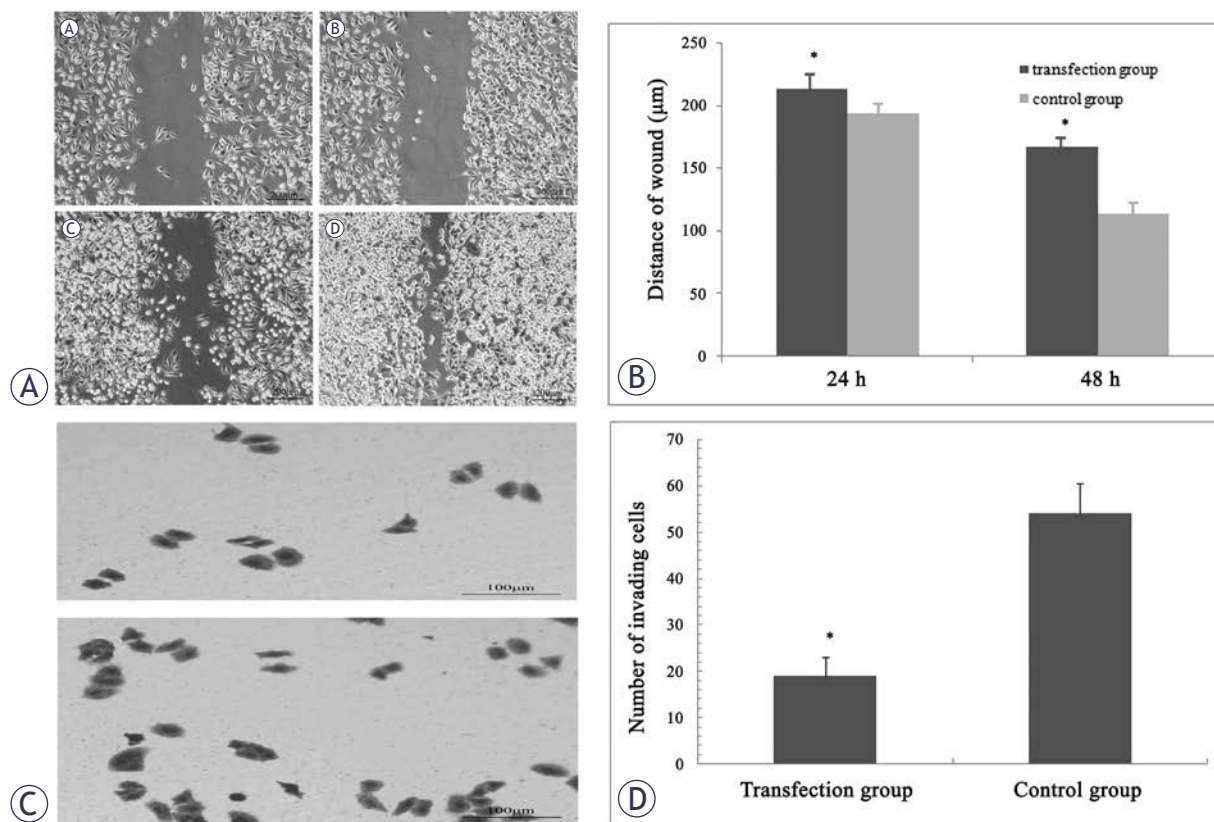 A
B
C
D
A
250
200
150
100
50
0
Distance of wound (μm)
*
*
transfection group
control group
24 h
48 h
B
100μm
100μm
C
70
60
50
40
30
20
10
0
Number of invading cells
*
Transfection group
Control group
D